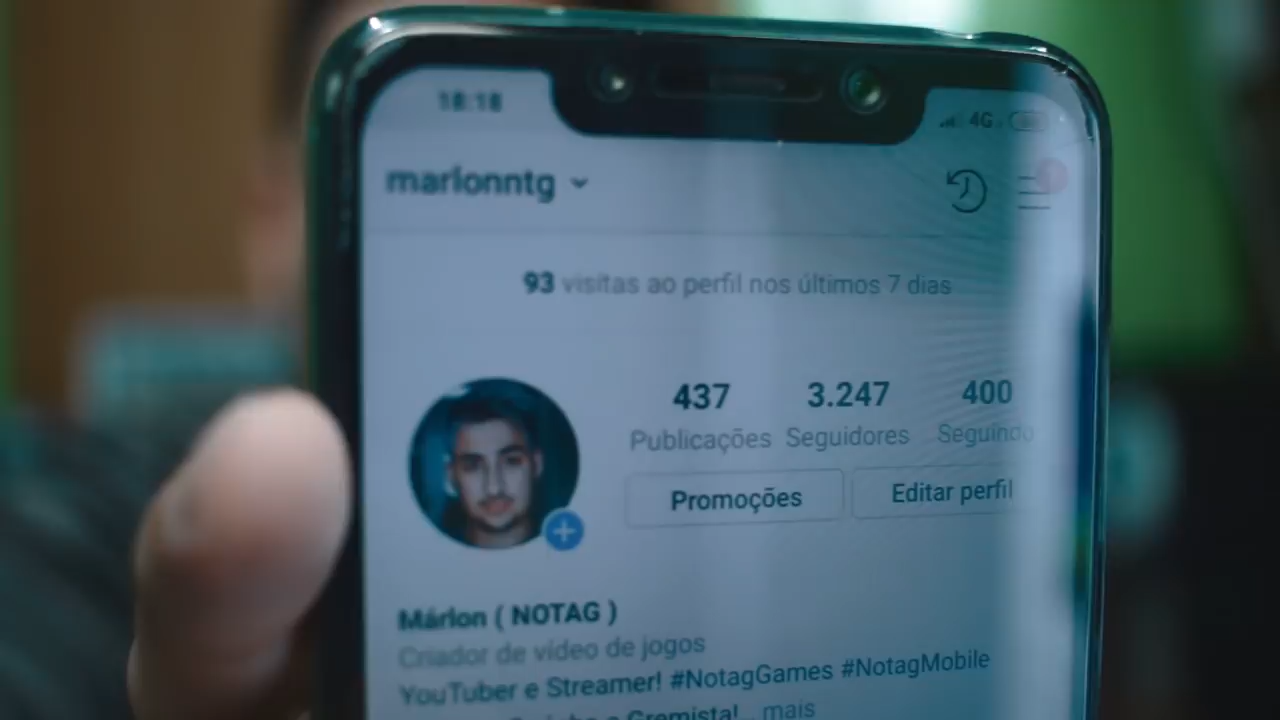 18:18
4G
marlonntg
93 visitas ao perfil nos últimos 7 dias
437 3.247 400
Publicações Seguidores Seguindo
Promoções Editar perfil
Márlon ( NOTAG )
Criador de vídeo de jogos
YouTuber e Streamer! #NotagGames #NotagMobile
Gremista! ... mais